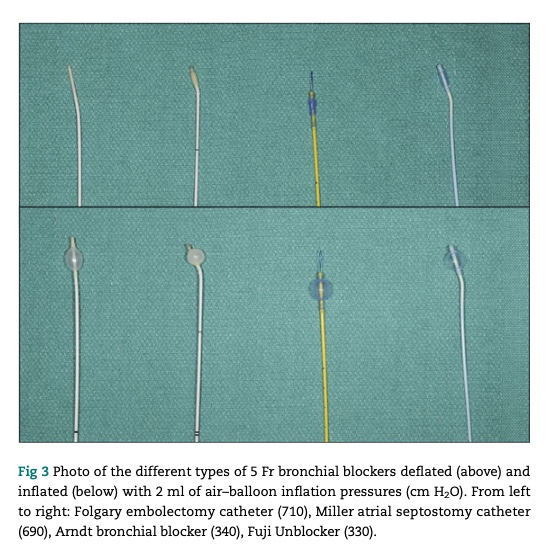 Fig 3 Photo of the different types of 5 Fr bronchial blockers deflated (above) and
inflated (below) with 2 ml of air–balloon inflation pressures (cm H₂O). From left
to right: Folgary embolectomy catheter (710), Miller atrial septostomy catheter
(690), Arndt bronchial blocker (340), Fuji Unblocker (330).